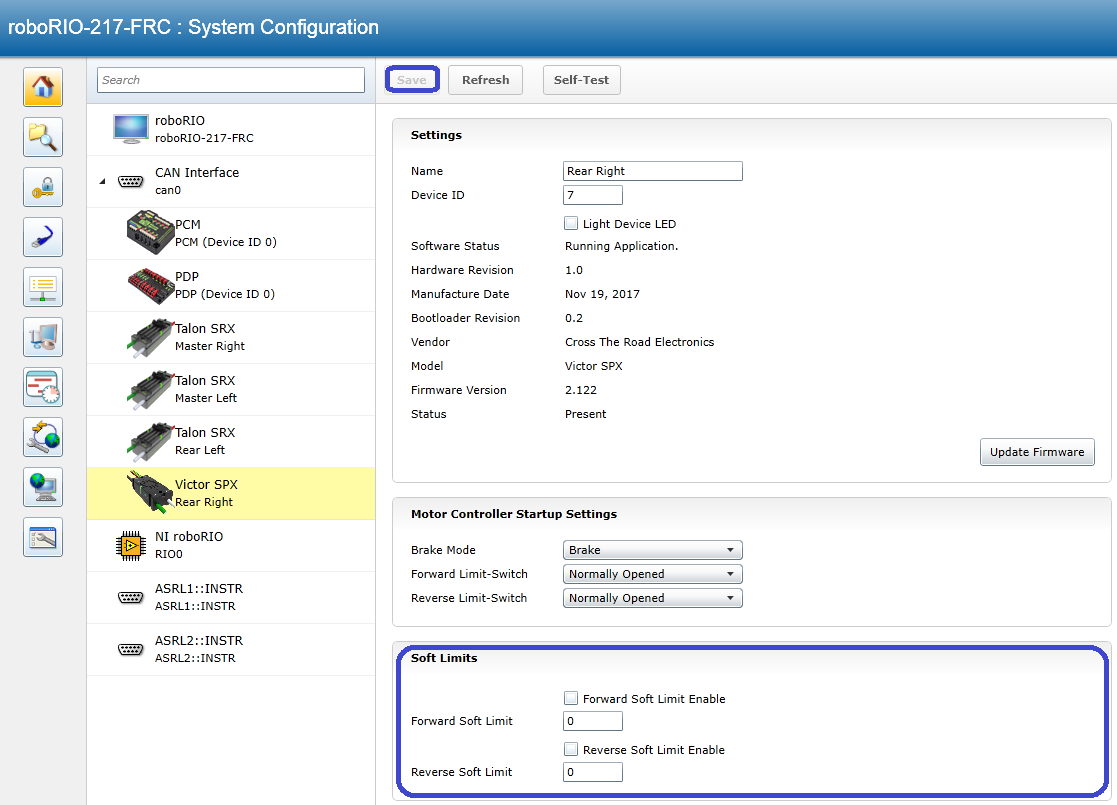 roboRIO-217-FRC : System Configuration
Search
Save Refresh Self-Test
roboRIO
roboRIO-217-FRC
CAN Interface
can0
PCM
PCM (Device ID 0)
PDP
PDP (Device ID 0)
Talon SRX
Master Right
Talon SRX
Master Left
Talon SRX
Rear Left
Victor SPX
Rear Right
NI roboRIO
RIO0
ASRL1::INSTR
ASRL1::INSTR
ASRL2::INSTR
ASRL2::INSTR
Settings
Name Rear Right
Device ID 7
Light Device LED
Software Status Running Application.
Hardware Revision 1.0
Manufacture Date Nov 19, 2017
Bootloader Revision 0.2
Vendor Cross The Road Electronics
Model Victor SPX
Firmware Version 2.122
Status Present
Update Firmware
Motor Controller Startup Settings
Brake Mode Brake
Forward Limit-Switch Normally Opened
Reverse Limit-Switch Normally Opened
Soft Limits
Forward Soft Limit Enable
Forward Soft Limit 0
Reverse Soft Limit Enable
Reverse Soft Limit 0